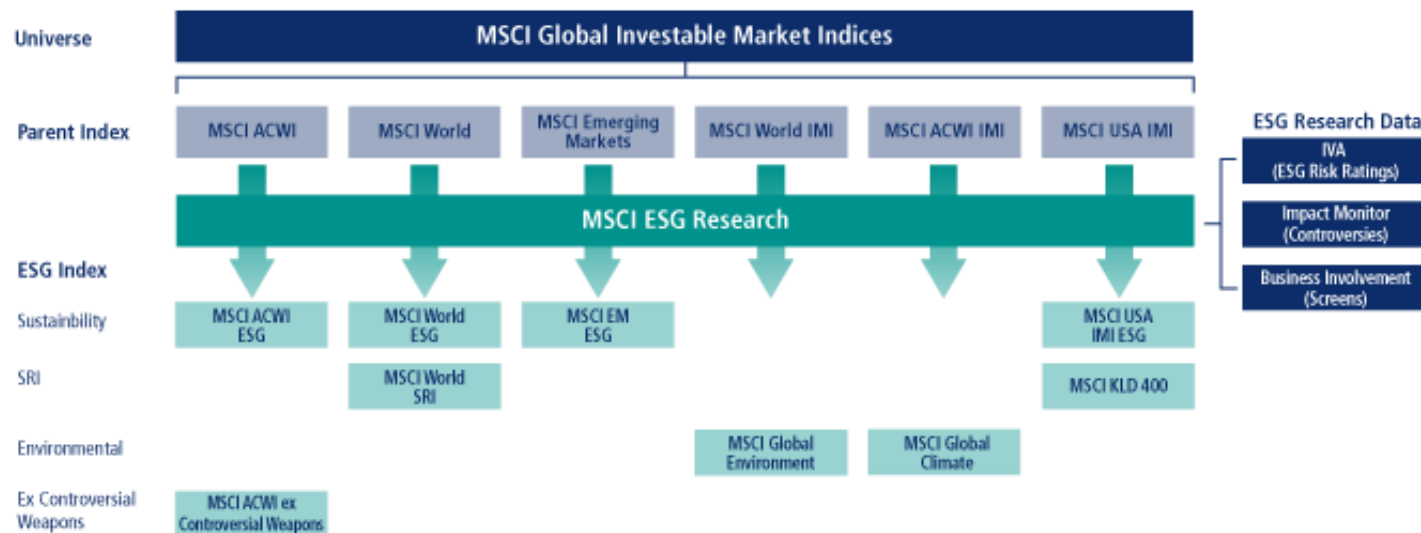 Universe
MSCI Global Investable Market Indices
Parent Index
MSCI ACWI
MSCI World
MSCI Emerging
Markets
MSCI World IMI
MSCI ACWI IMI
MSCI USA IMI
ESG Research Data
IVA
(ESG Risk Ratings)
MSCI ESG Research
Impact Monitor
(Controversies)
Business Involvement
(Screens)
ESG Index
Sustainbility
MSCI ACWI
ESG
MSCI World
ESG
MSCI EM
ESG
MSCI USA
IMI ESG
SRI
MSCI World
SRI
MSCI KLD 400
Environmental
MSCI Global
Environment
MSCI Global
Climate
Ex Controversial
Weapons
MSCI ACWI ex
Controversial Weapons